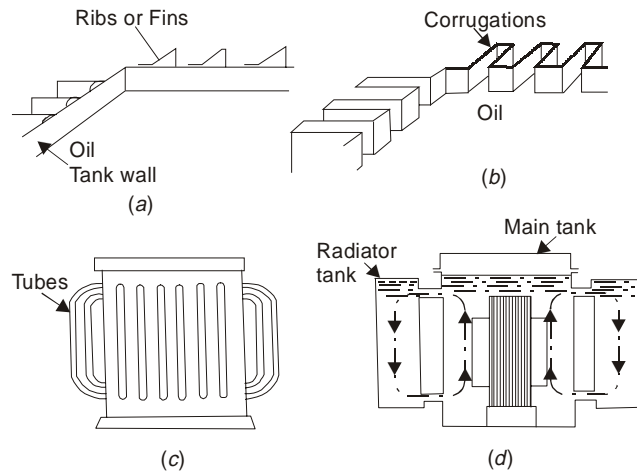 Ribs or Fins
Oil
Tank wall
(a)
Corrugations
Oil
(b)
Tubes
(c)
Main tank
Radiator
tank
(d)